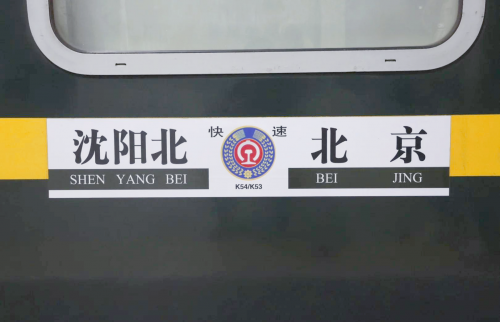 沈阳北 快 速 北 京
SHEN YANG BEI K54/K53 BEI JING